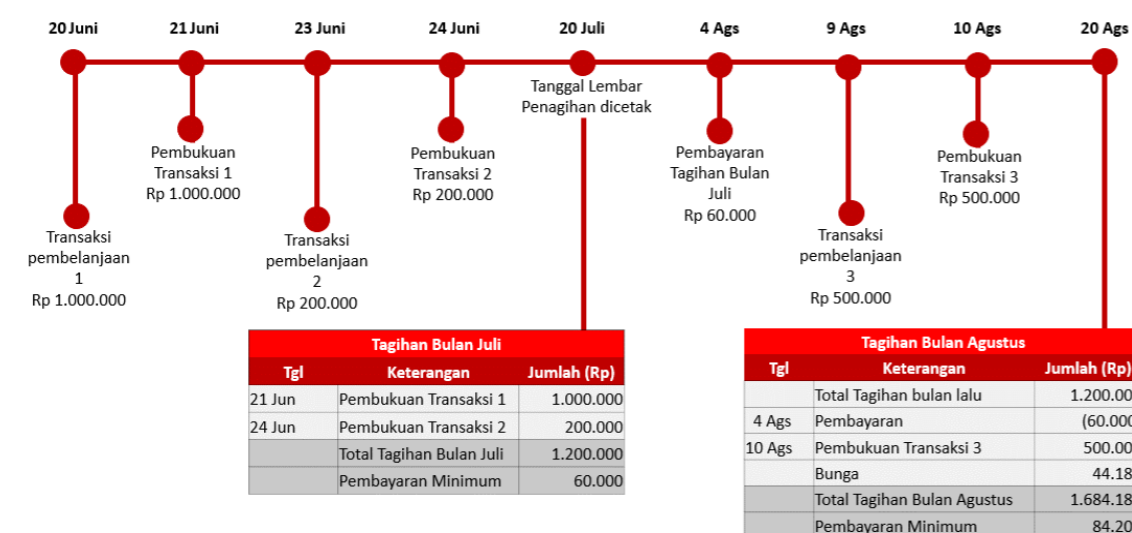 20 Juni 21 Juni 23 Juni 24 Juni 20 Juli 4 Ags 9 Ags 10 Ags 20 Ags
Tanggal Lembar
Penagihan dicetak
Pembukuan
Transaksi 1
Rp 1.000.000
Pembukuan
Transaksi 2
Rp 200.000
Pembayaran
Tagihan Bulan
Juli
Rp 60.000
Pembukuan
Transaksi 3
Rp 500.000
Transaksi
pembelanjaan
1
Rp 1.000.000
Transaksi
pembelanjaan
2
Rp 200.000
Transaksi
pembelanjaan
3
Rp 500.000
Tagihan Bulan Juli
Tgl Keterangan Jumlah (Rp)
21 Jun Pembukuan Transaksi 1 1.000.000
24 Jun Pembukuan Transaksi 2 200.000
Total Tagihan Bulan Juli 1.200.000
Pembayaran Minimum 60.000
Tagihan Bulan Agustus
Tgl Keterangan Jumlah (Rp)
Total Tagihan bulan lalu 1.200.00
4 Ags Pembayaran (60.000
10 Ags Pembukuan Transaksi 3 500.00
Bunga 44.18
Total Tagihan Bulan Agustus 1.684.18
Pembayaran Minimum 84.20